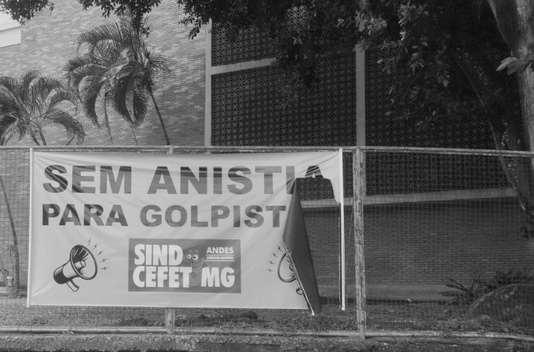 SEM ANISTIA
PARA GOLPIST
SIND
CEFET MG
ANDES